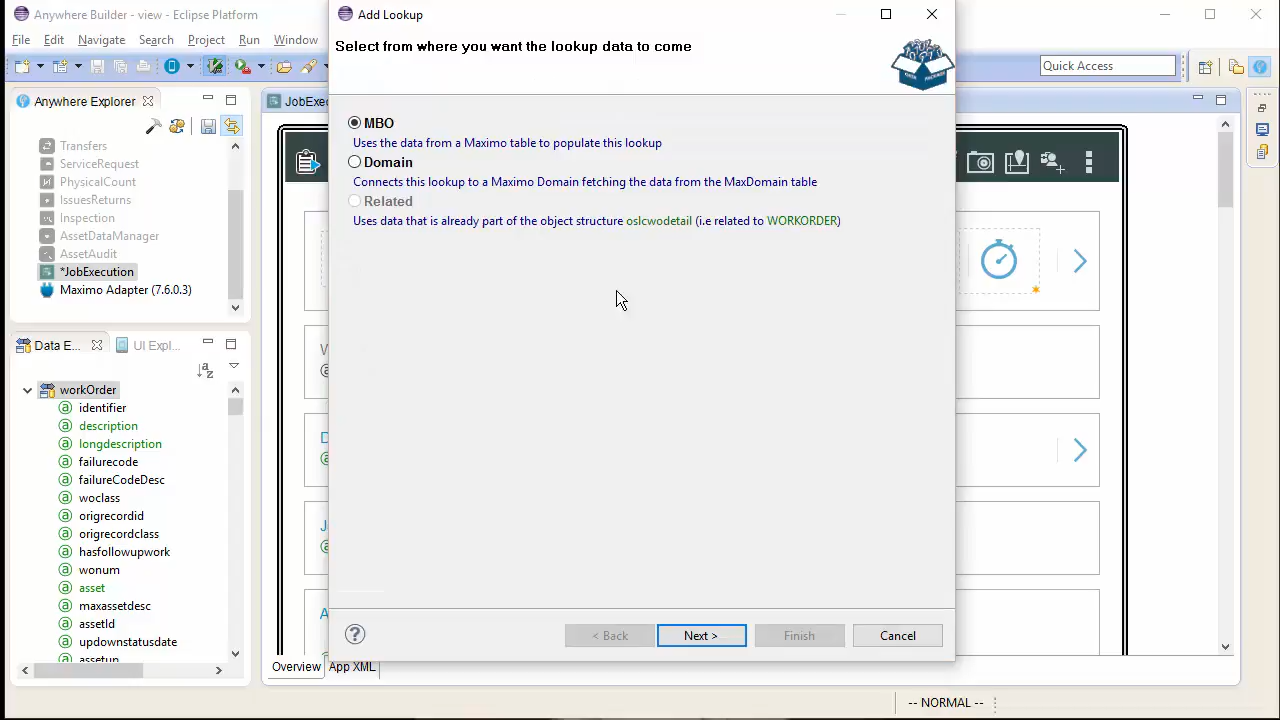 Anywhere Builder - view - Eclipse Platform
File Edit Navigate Search Project Run Window
Quick Access
Anywhere Explorer
Transfers
ServiceRequest
PhysicalCount
IssuesReturns
Inspection
AssetDataManager
AssetAudit
*JobExecution
Maximo Adapter (7.6.0.3)
Data E...
UI Expl...
workOrder
identifier
description
longdescription
failurecode
failureCodeDesc
woclass
origrecordid
origrecordclass
hasfollowupwork
wonum
asset
maxassetdesc
assetId
updownstatusdate
JobExec
Overview
App XML
-- NORMAL --
Add Lookup
Select from where you want the lookup data to come
MBO
Uses the data from a Maximo table to populate this lookup
Domain
Connects this lookup to a Maximo Domain fetching the data from the MaxDomain table
Related
Uses data that is already part of the object structure oslcwodetail (i.e related to WORKORDER)
< Back
Next >
Finish
Cancel